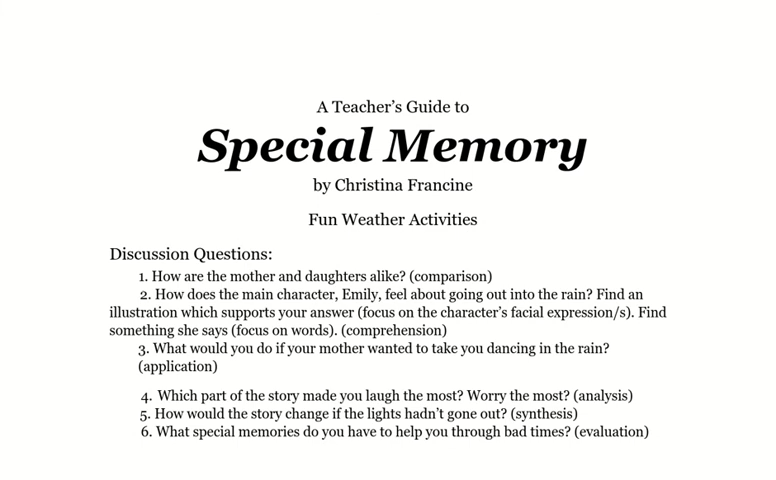 A Teacher's Guide to
Special Memory
by Christina Francine
Fun Weather Activities
Discussion Questions:
1. How are the mother and daughters alike? (comparison)
2. How does the main character, Emily, feel about going out into the rain? Find an
illustration which supports your answer (focus on the character's facial expression/s). Find
something she says (focus on words). (comprehension)
3. What would you do if your mother wanted to take you dancing in the rain?
(application)
4. Which part of the story made you laugh the most? Worry the most? (analysis)
5. How would the story change if the lights hadn't gone out? (synthesis)
6. What special memories do you have to help you through bad times? (evaluation)